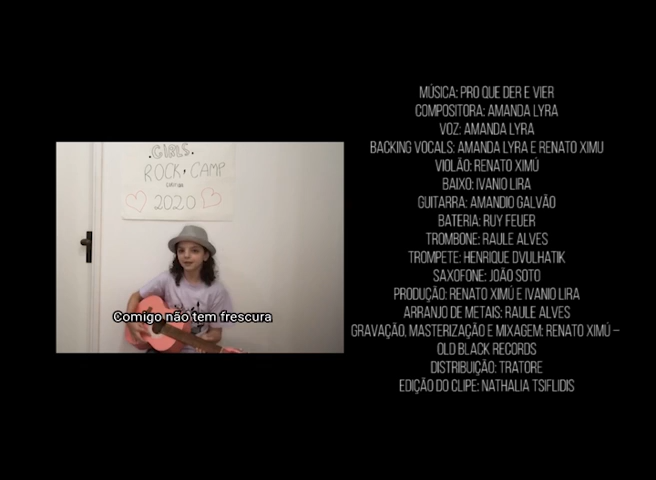 GIRLS
ROCK CAMP
CURITIBA
2020
Comigo não tem frescura
MÚSICA: PRO QUE DER E VIER
COMPOSITORA: AMANDA LYRA
VOZ: AMANDA LYRA
BACKING VOCALS: AMANDA LYRA E RENATO XIMU
VIOLÃO: RENATO XIMÚ
BAIXO: IVANIO LIRA
GUITARRA: AMANDIO GALVÃO
BATERIA: RUY FEUER
TROMBONE: RAULE ALVES
TROMPETE: HENRIQUE DVULHATIK
SAXOFONE: JOÃO SOTO
PRODUÇÃO: RENATO XIMÚ E IVANIO LIRA
ARRANJO DE METAIS: RAULE ALVES
GRAVAÇÃO, MASTERIZAÇÃO E MIXAGEM: RENATO XIMÚ –
OLD BLACK RECORDS
DISTRIBUIÇÃO: TRATORE
EDIÇÃO DO CLIPE: NATHALIA TSIFLIDIS